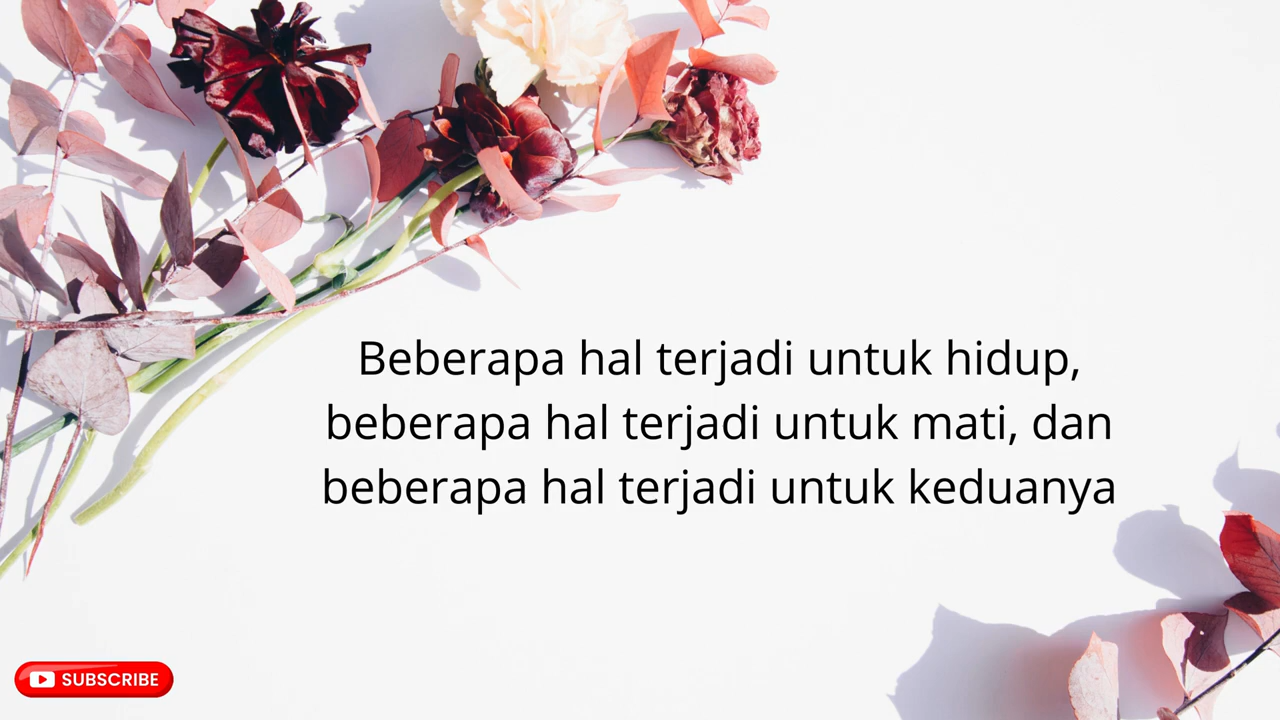 Beberapa hal terjadi untuk hidup,
beberapa hal terjadi untuk mati, dan
beberapa hal terjadi untuk keduanya
SUBSCRIBE